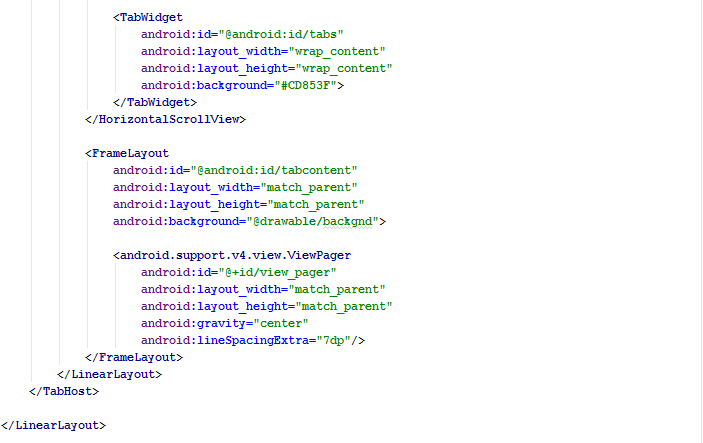 <TabWidget
android:id="@android:id/tabs"
android:layout_width="wrap_content"
android:layout_height="wrap_content"
android:background="#CD853F">
</TabWidget>
</HorizontalScrollView>
<FrameLayout
android:id="@android:id/tabcontent"
android:layout_width="match_parent"
android:layout_height="match_parent"
android:background="@drawable/backgnd">
<android.support.v4.view.ViewPager
android:id="@+id/view_pager"
android:layout_width="match_parent"
android:layout_height="match_parent"
android:gravity="center"
android:lineSpacingExtra="7dp"/>
</FrameLayout>
</LinearLayout>
</TabHost>
</LinearLayout>